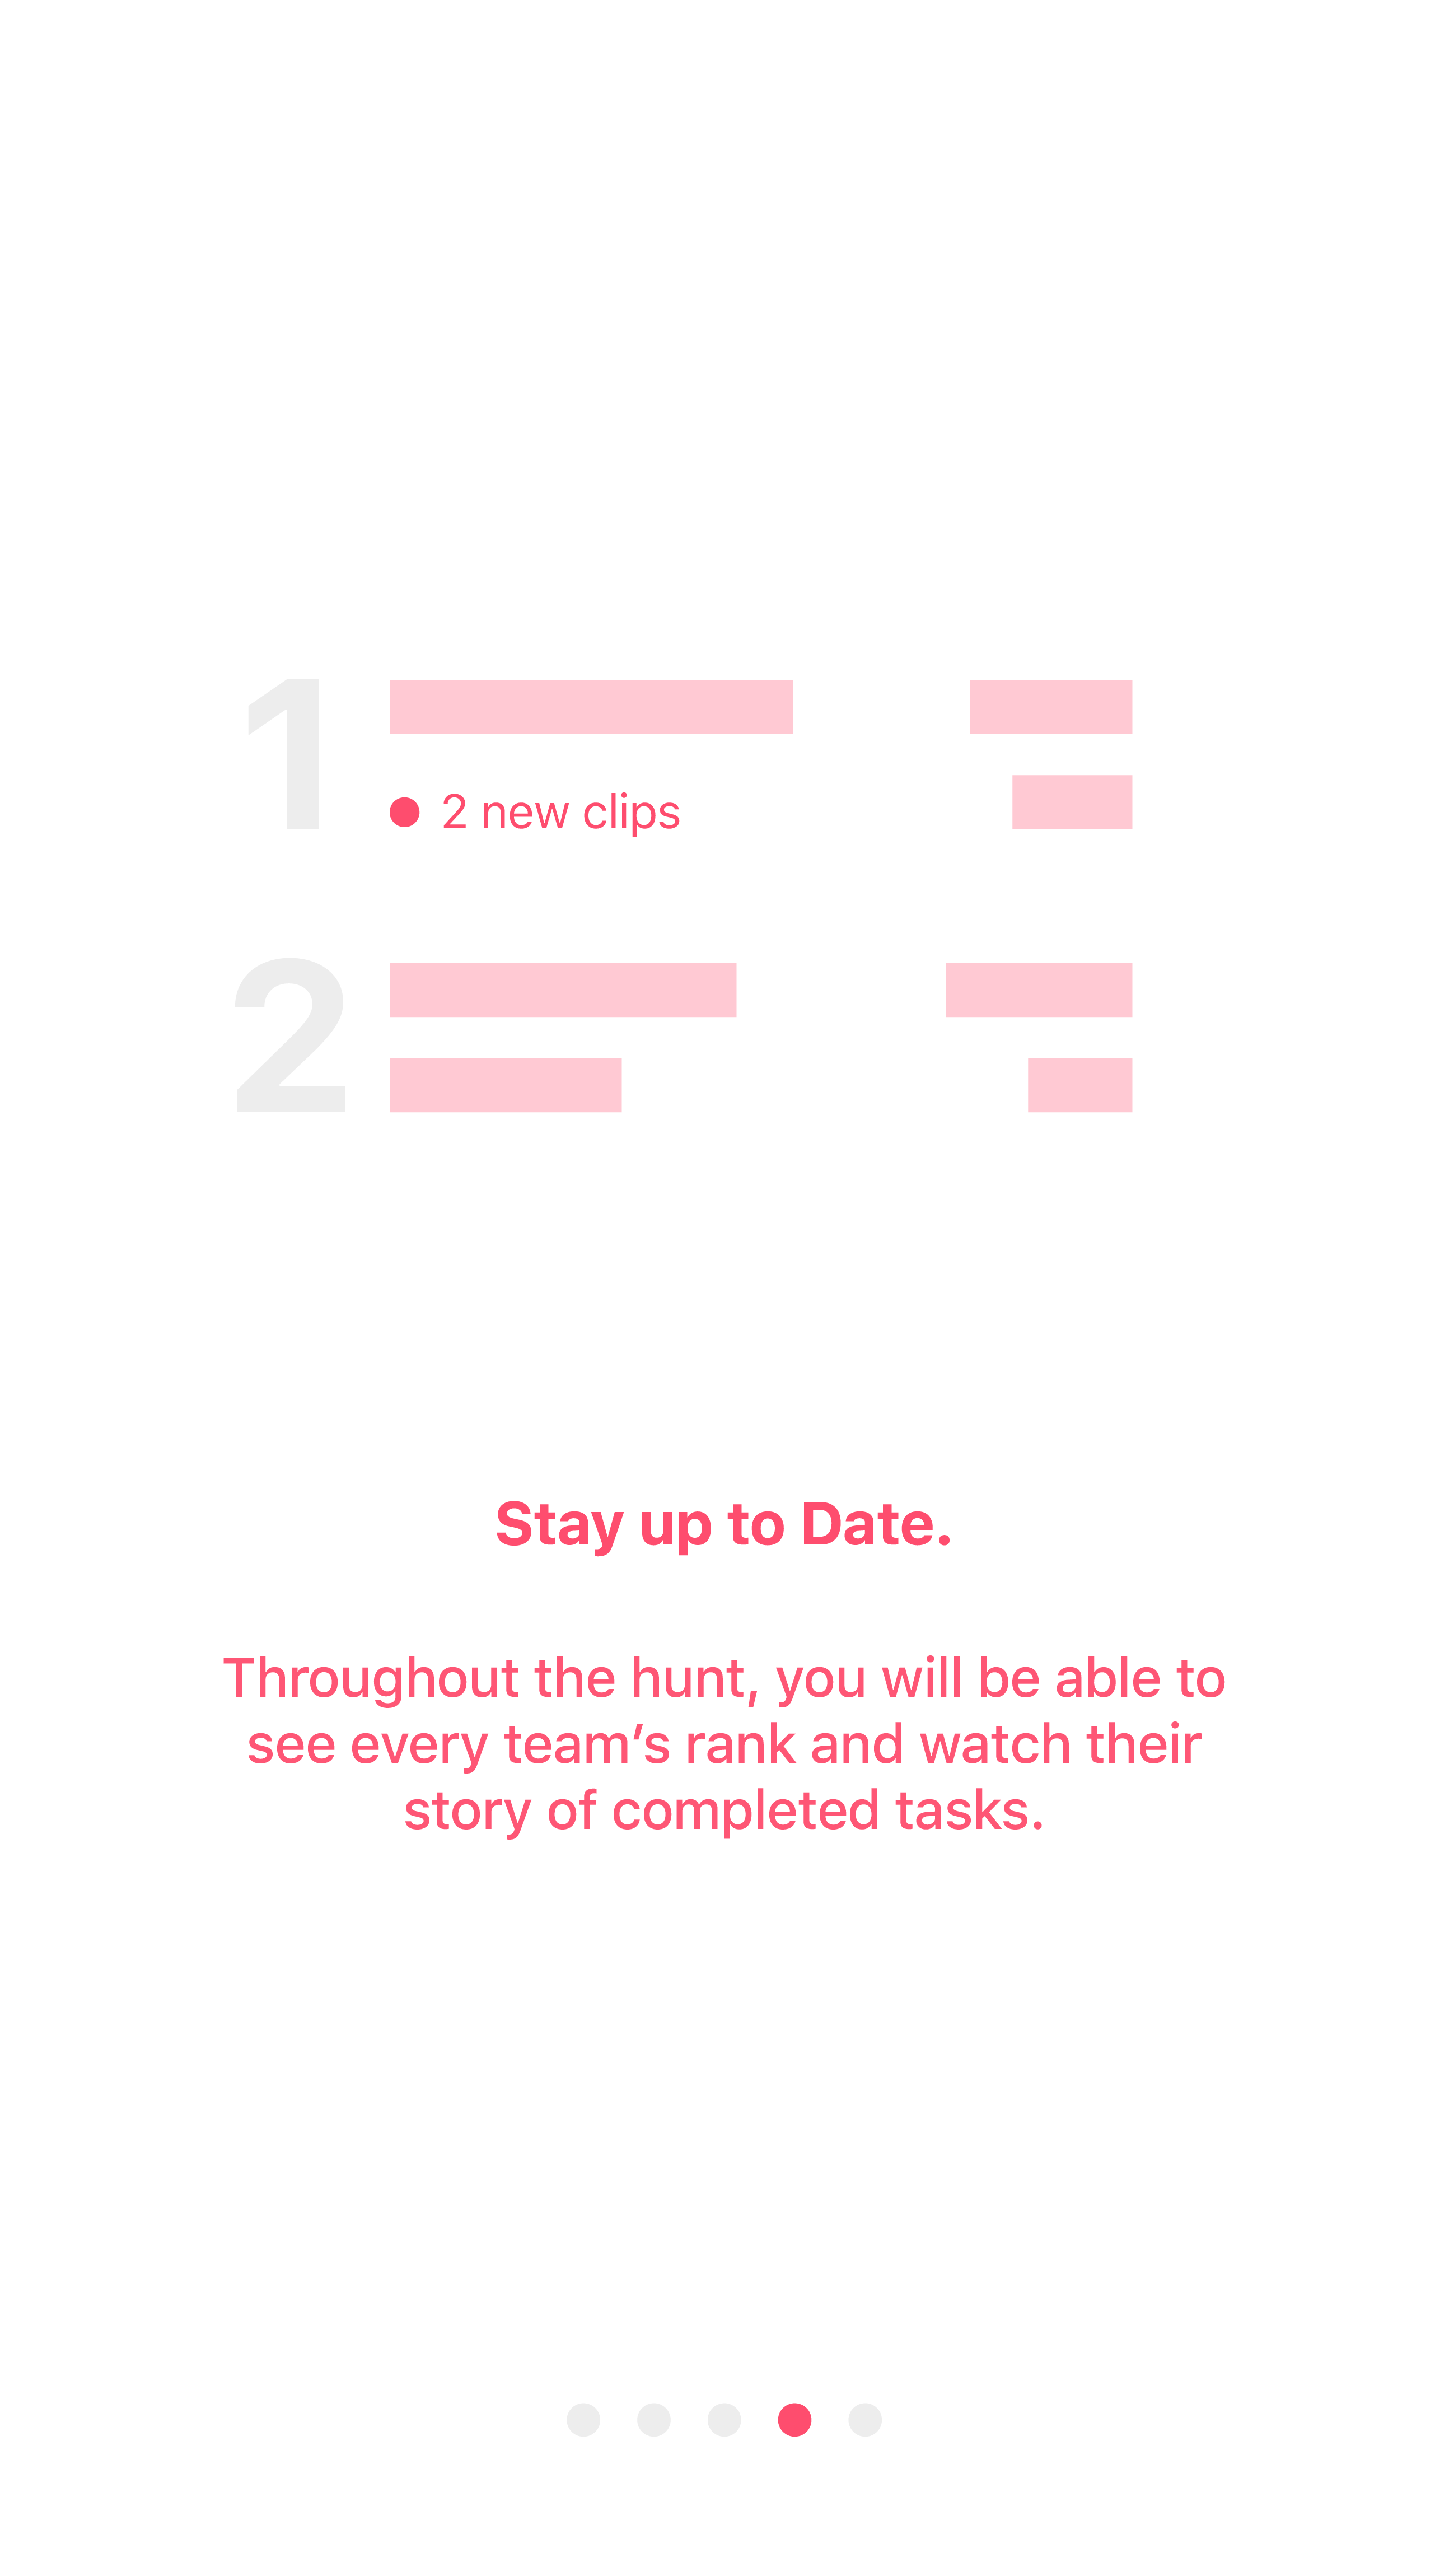 1
2 new clips
2
Stay up to Date.
Throughout the hunt, you will be able to
see every team’s rank and watch their
story of completed tasks.